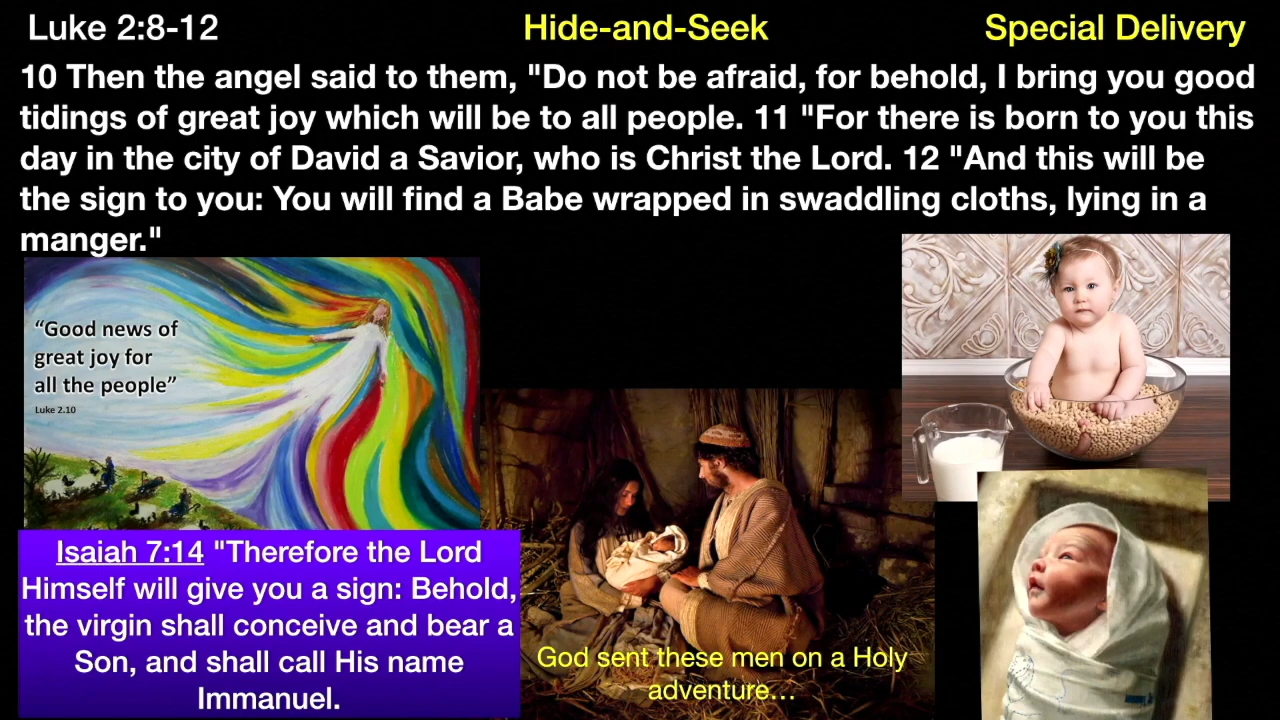 Luke 2:8-12
Hide-and-Seek
Special Delivery
10 Then the angel said to them, "Do not be afraid, for behold, I bring you good
tidings of great joy which will be to all people. 11 "For there is born to you this
day in the city of David a Savior, who is Christ the Lord. 12 "And this will be
the sign to you: You will find a Babe wrapped in swaddling cloths, lying in a
manger."
“Good news of
great joy for
all the people”
Luke 2.10
Isaiah 7:14 "Therefore the Lord
Himself will give you a sign: Behold,
the virgin shall conceive and bear a
Son, and shall call His name
Immanuel.
God sent these men on a Holy
adventure…